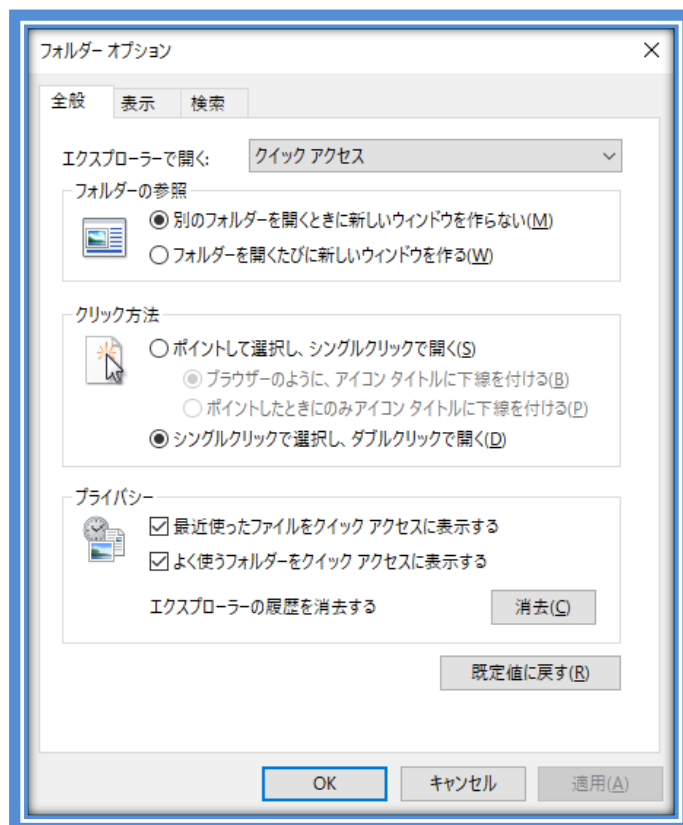 フォルダー オプション
全般 表示 検索
エクスプローラーで開く: クイック アクセス
フォルダーの参照
別のフォルダーを開くときに新しいウィンドウを作らない(M)
フォルダーを開くたびに新しいウィンドウを作る(W)
クリック方法
ポイントして選択し、シングルクリックで開く(S)
ブラウザーのように、アイコン タイトルに下線を付ける(B)
ポイントしたときにのみアイコン タイトルに下線を付ける(P)
シングルクリックで選択し、ダブルクリックで開く(D)
プライバシー
最近使ったファイルをクイック アクセスに表示する
よく使うフォルダーをクイック アクセスに表示する
エクスプローラーの履歴を消去する 消去(C)
既定値に戻す(R)
OK キャンセル 適用(A)